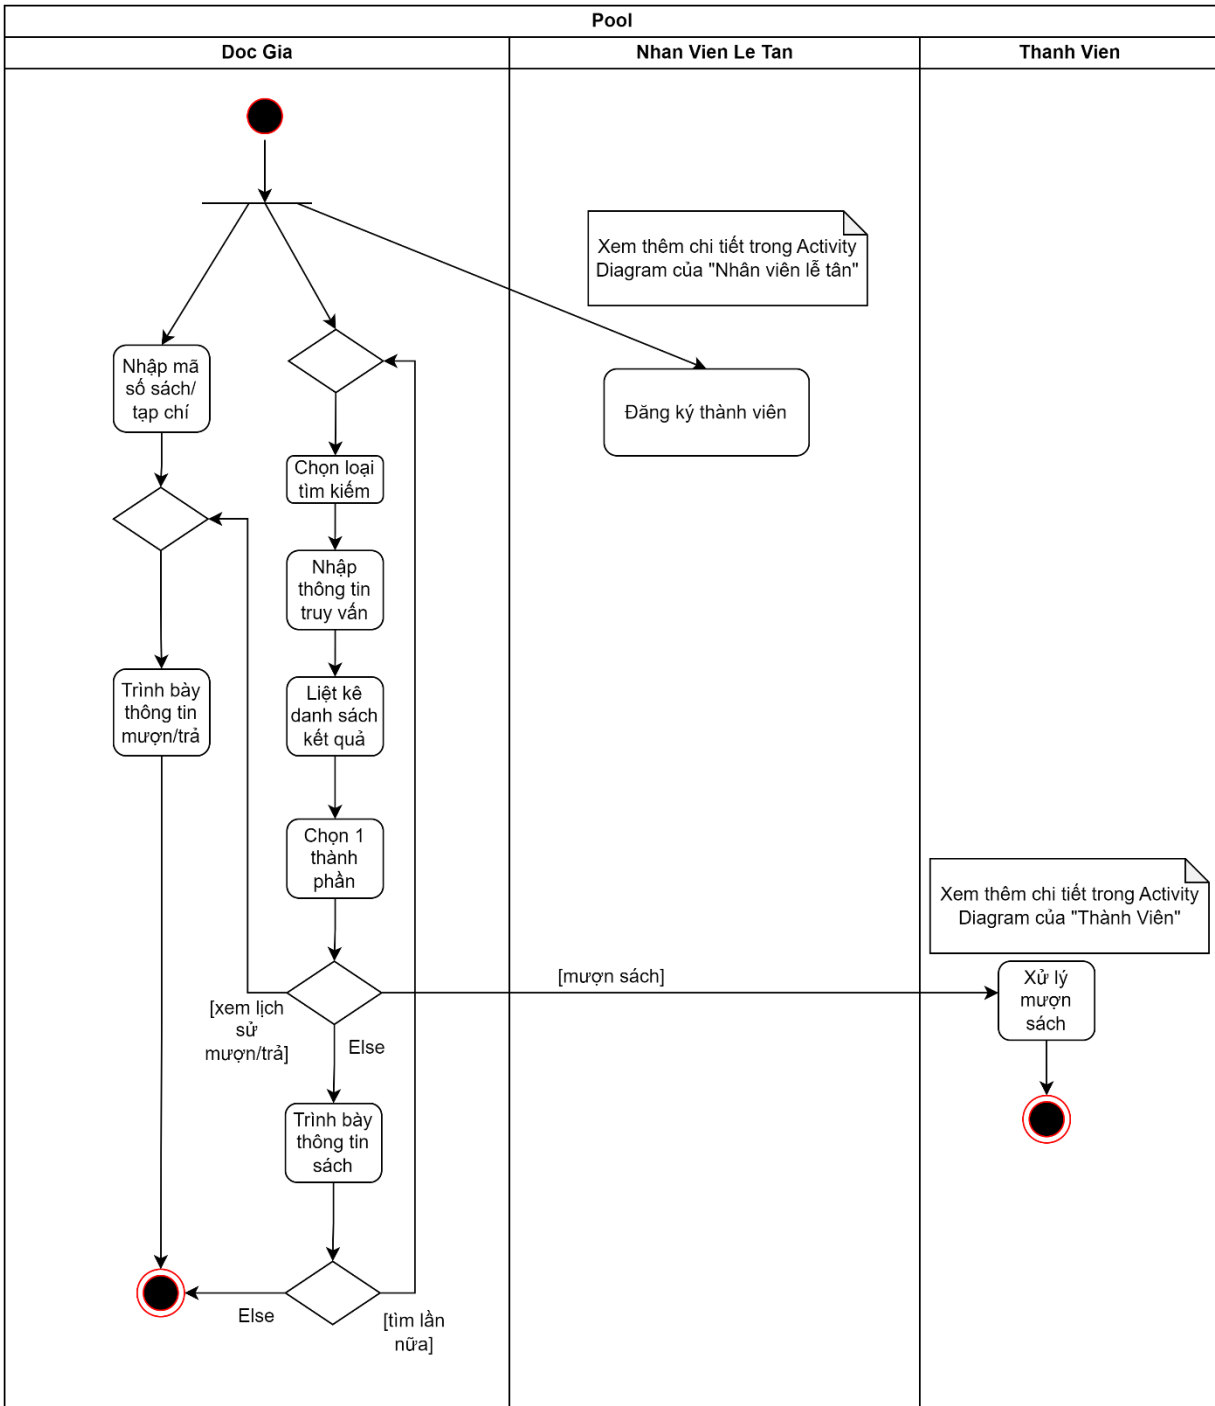 Pool
Doc Gia
Nhan Vien Le Tan
Thanh Vien
Xem thêm chi tiết trong Activity
Diagram của "Nhân viên lễ tân"
Nhập mã
số sách/
tạp chí
Đăng ký thành viên
Chọn loại
tìm kiếm
Nhập
thông tin
truy vấn
Trình bày
thông tin
mượn/trả
Liệt kê
danh sách
kết quả
Chọn 1
thành
phần
Xem thêm chi tiết trong Activity
Diagram của "Thành Viên"
[mượn sách]
Xử lý
mượn
sách
[xem lịch
sử
mượn/trả]
Else
Trình bày
thông tin
sách
Else
[tìm lần
nữa]